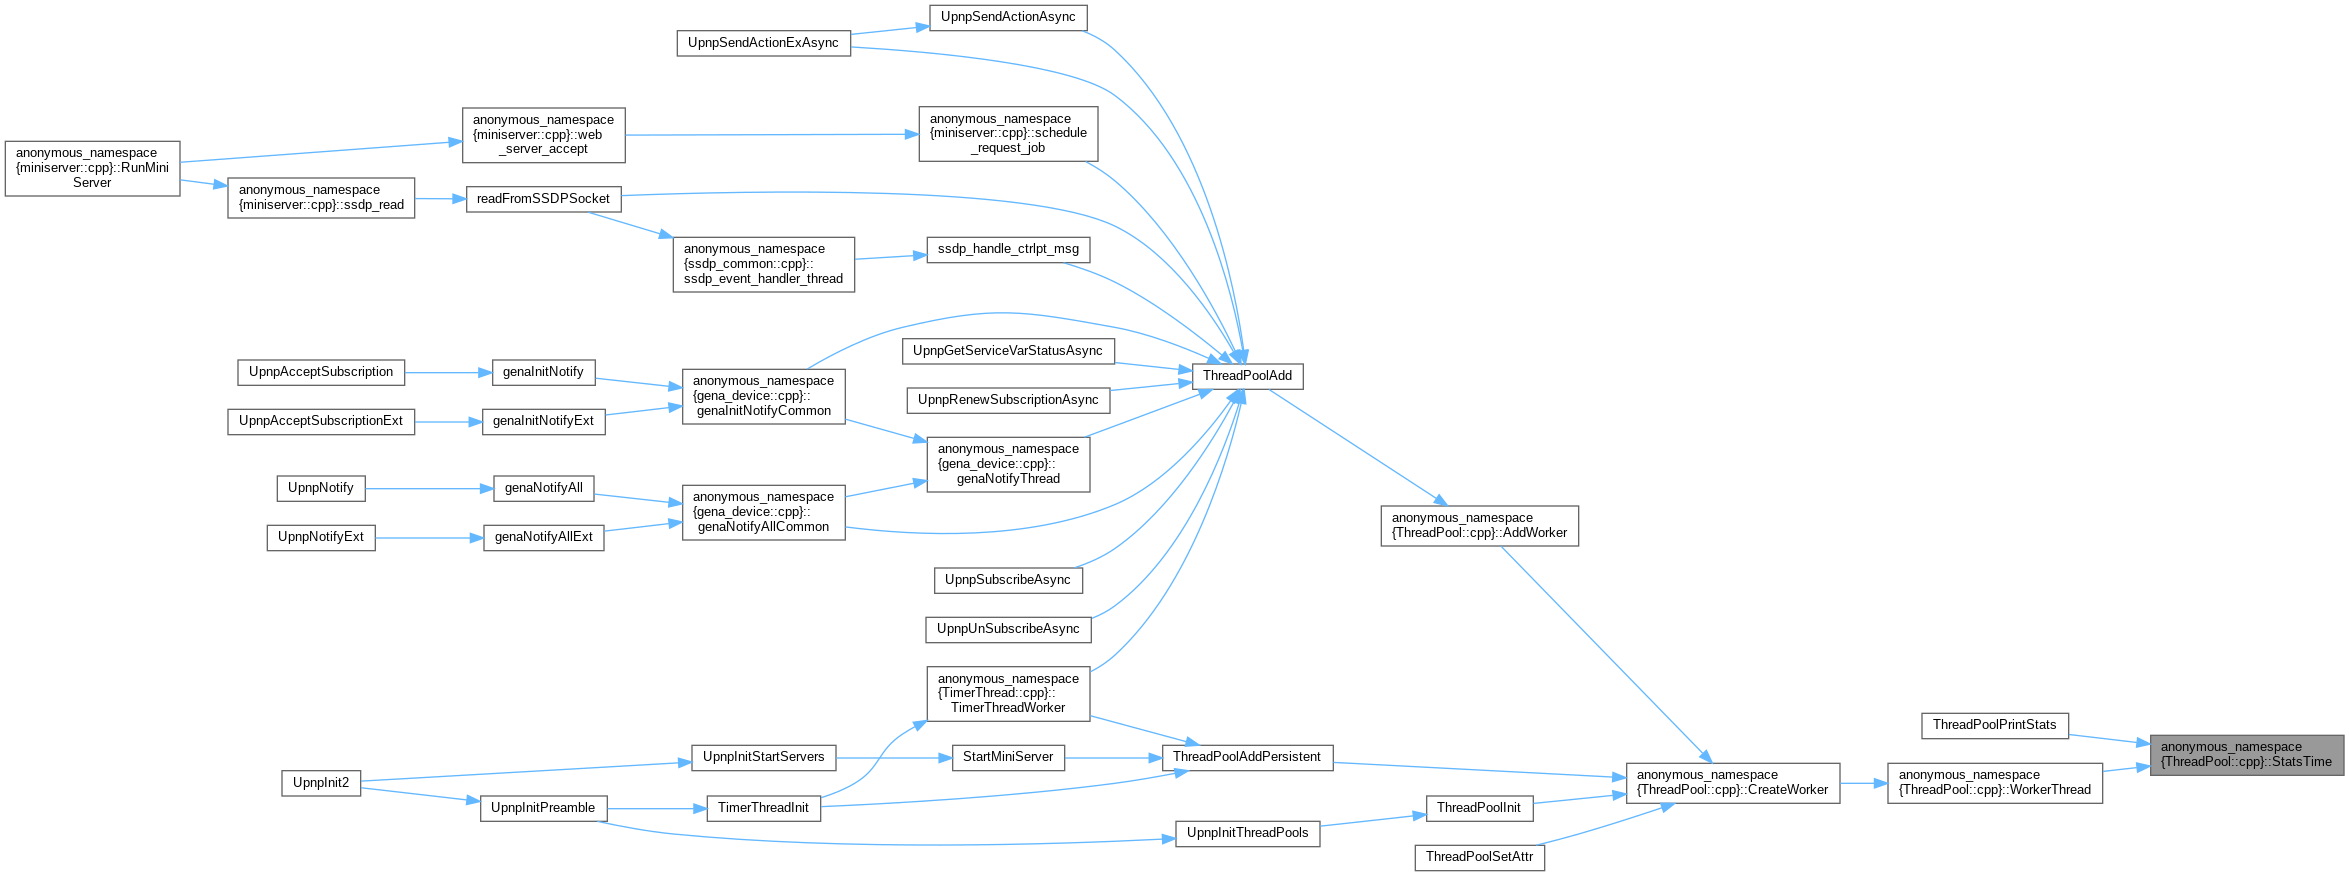 UpnpSendActionAsync
UpnpSendActionExAsync
anonymous_namespace
{miniserver::cpp}::web
_server_accept
anonymous_namespace
{miniserver::cpp}::schedule
_request_job
anonymous_namespace
{miniserver::cpp}::RunMini
Server
anonymous_namespace
{miniserver::cpp}::ssdp_read
readFromSSDPSocket
anonymous_namespace
{ssdp_common::cpp}::
ssdp_event_handler_thread
ssdp_handle_ctrlpt_msg
UpnpGetServiceVarStatusAsync
ThreadPoolAdd
UpnpAcceptSubscription
genaInitNotify
anonymous_namespace
{gena_device::cpp}::
genaInitNotifyCommon
UpnpRenewSubscriptionAsync
UpnpAcceptSubscriptionExt
genaInitNotifyExt
anonymous_namespace
{gena_device::cpp}::
genaNotifyThread
UpnpNotify
genaNotifyAll
anonymous_namespace
{gena_device::cpp}::
genaNotifyAllCommon
UpnpNotifyExt
genaNotifyAllExt
anonymous_namespace
{ThreadPool::cpp}::AddWorker
UpnpSubscribeAsync
UpnpUnSubscribeAsync
anonymous_namespace
{TimerThread::cpp}::
TimerThreadWorker
ThreadPoolPrintStats
anonymous_namespace
{ThreadPool::cpp}::StatsTime
UpnpInitStartServers
StartMiniServer
ThreadPoolAddPersistent
UpnpInit2
anonymous_namespace
{ThreadPool::cpp}::CreateWorker
anonymous_namespace
{ThreadPool::cpp}::WorkerThread
UpnpInitPreamble
TimerThreadInit
ThreadPoolInit
UpnpInitThreadPools
ThreadPoolSetAttr